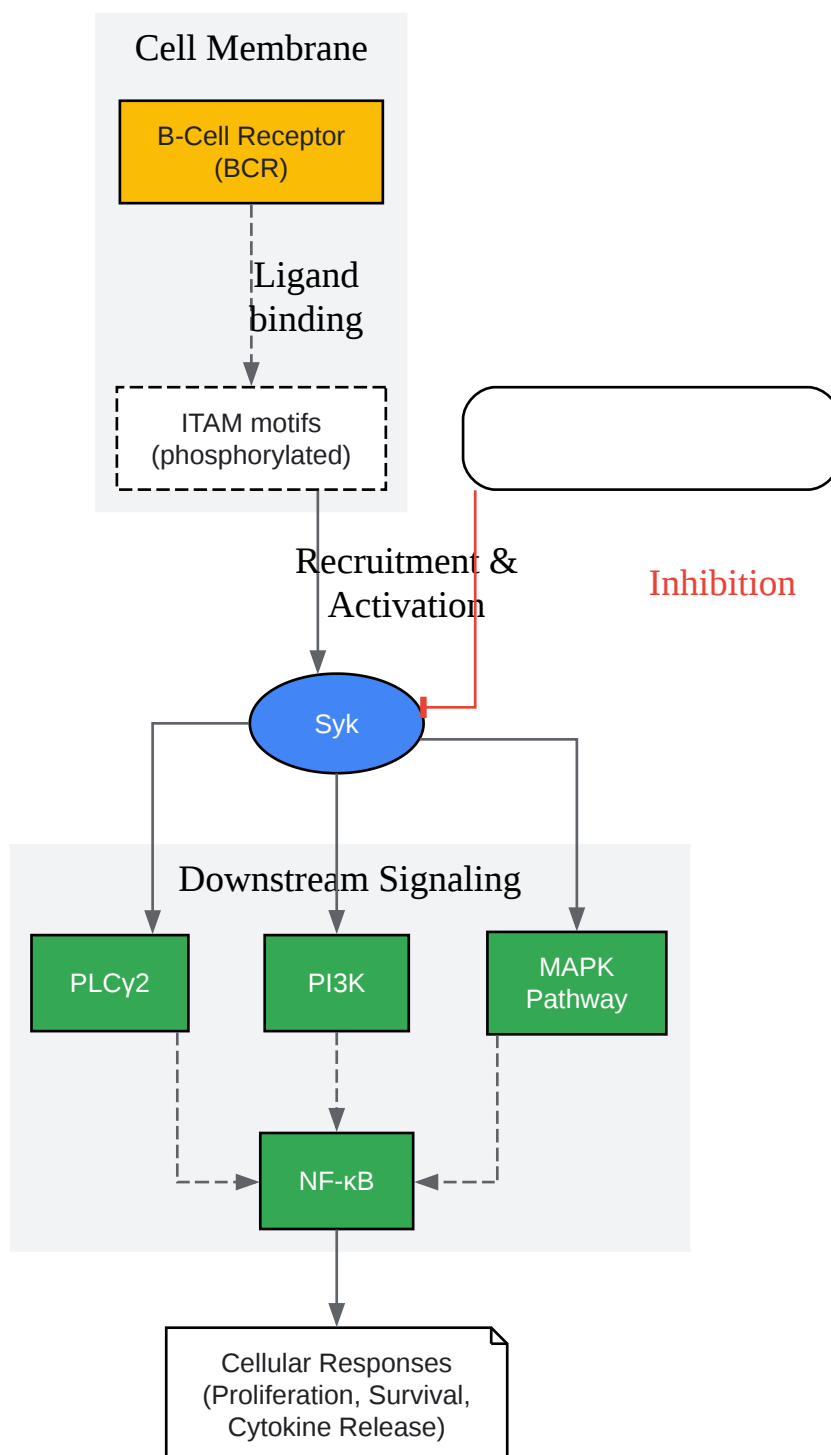 Cell Membrane
B-Cell Receptor
(BCR)
Ligand
binding
ITAM motifs
(phosphorylated)
Recruitment &
Activation
Inhibition
Syk
Downstream Signaling
PLCγ2
PI3K
MAPK
Pathway
NF-κB
Cellular Responses
(Proliferation, Survival,
Cytokine Release)